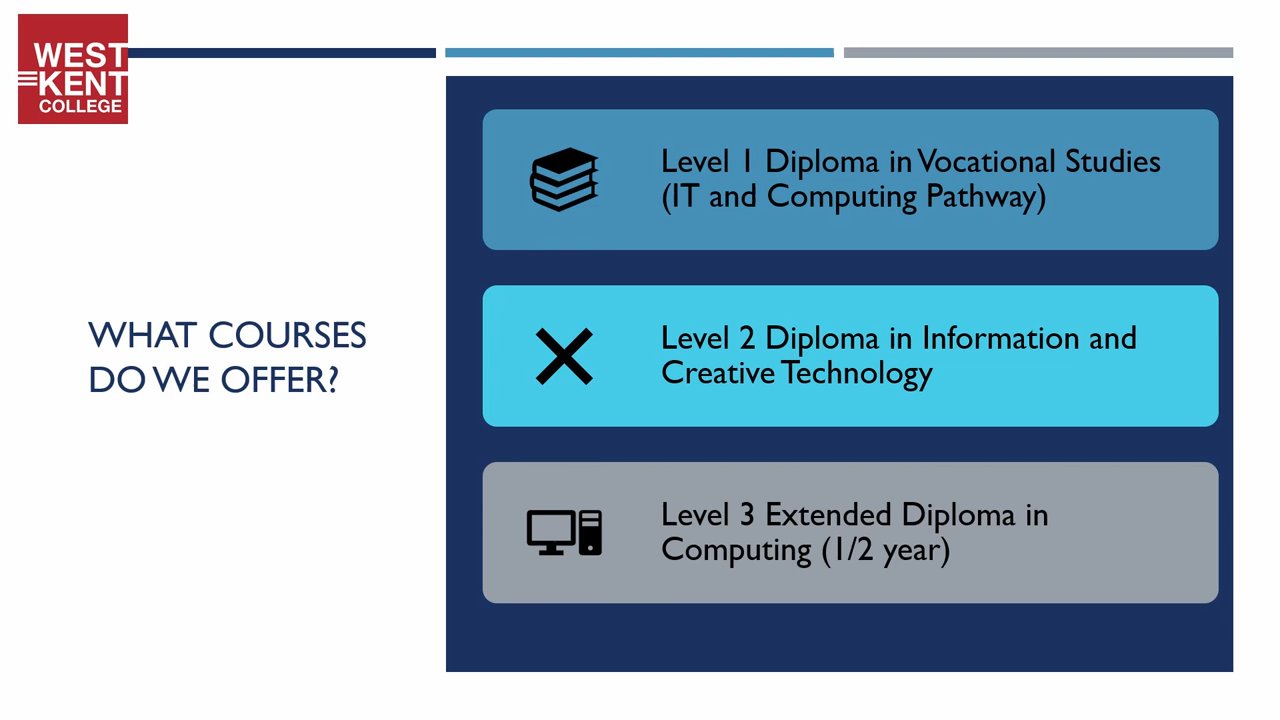 WEST
KENT
COLLEGE
WHAT COURSES
DO WE OFFER?
Level 1 Diploma in Vocational Studies
(IT and Computing Pathway)
Level 2 Diploma in Information and
Creative Technology
Level 3 Extended Diploma in
Computing (1/2 year)